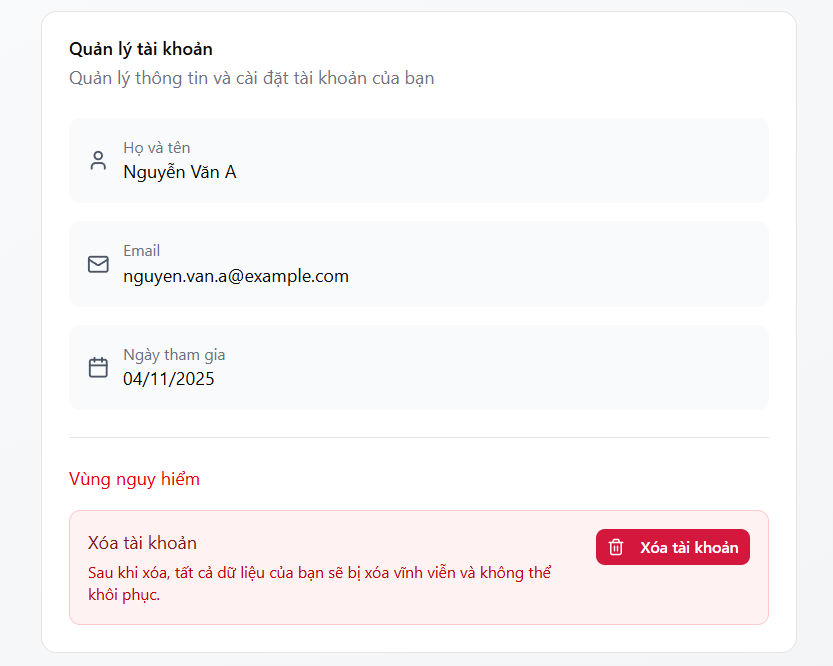 Quản lý tài khoản
Quản lý thông tin và cài đặt tài khoản của bạn
Họ và tên
Nguyễn Văn A
Email
nguyen.van.a@example.com
Ngày tham gia
04/11/2025
Vùng nguy hiểm
Xóa tài khoản
Xóa tài khoản
Sau khi xóa, tất cả dữ liệu của bạn sẽ bị xóa vĩnh viễn và không thể
khôi phục.